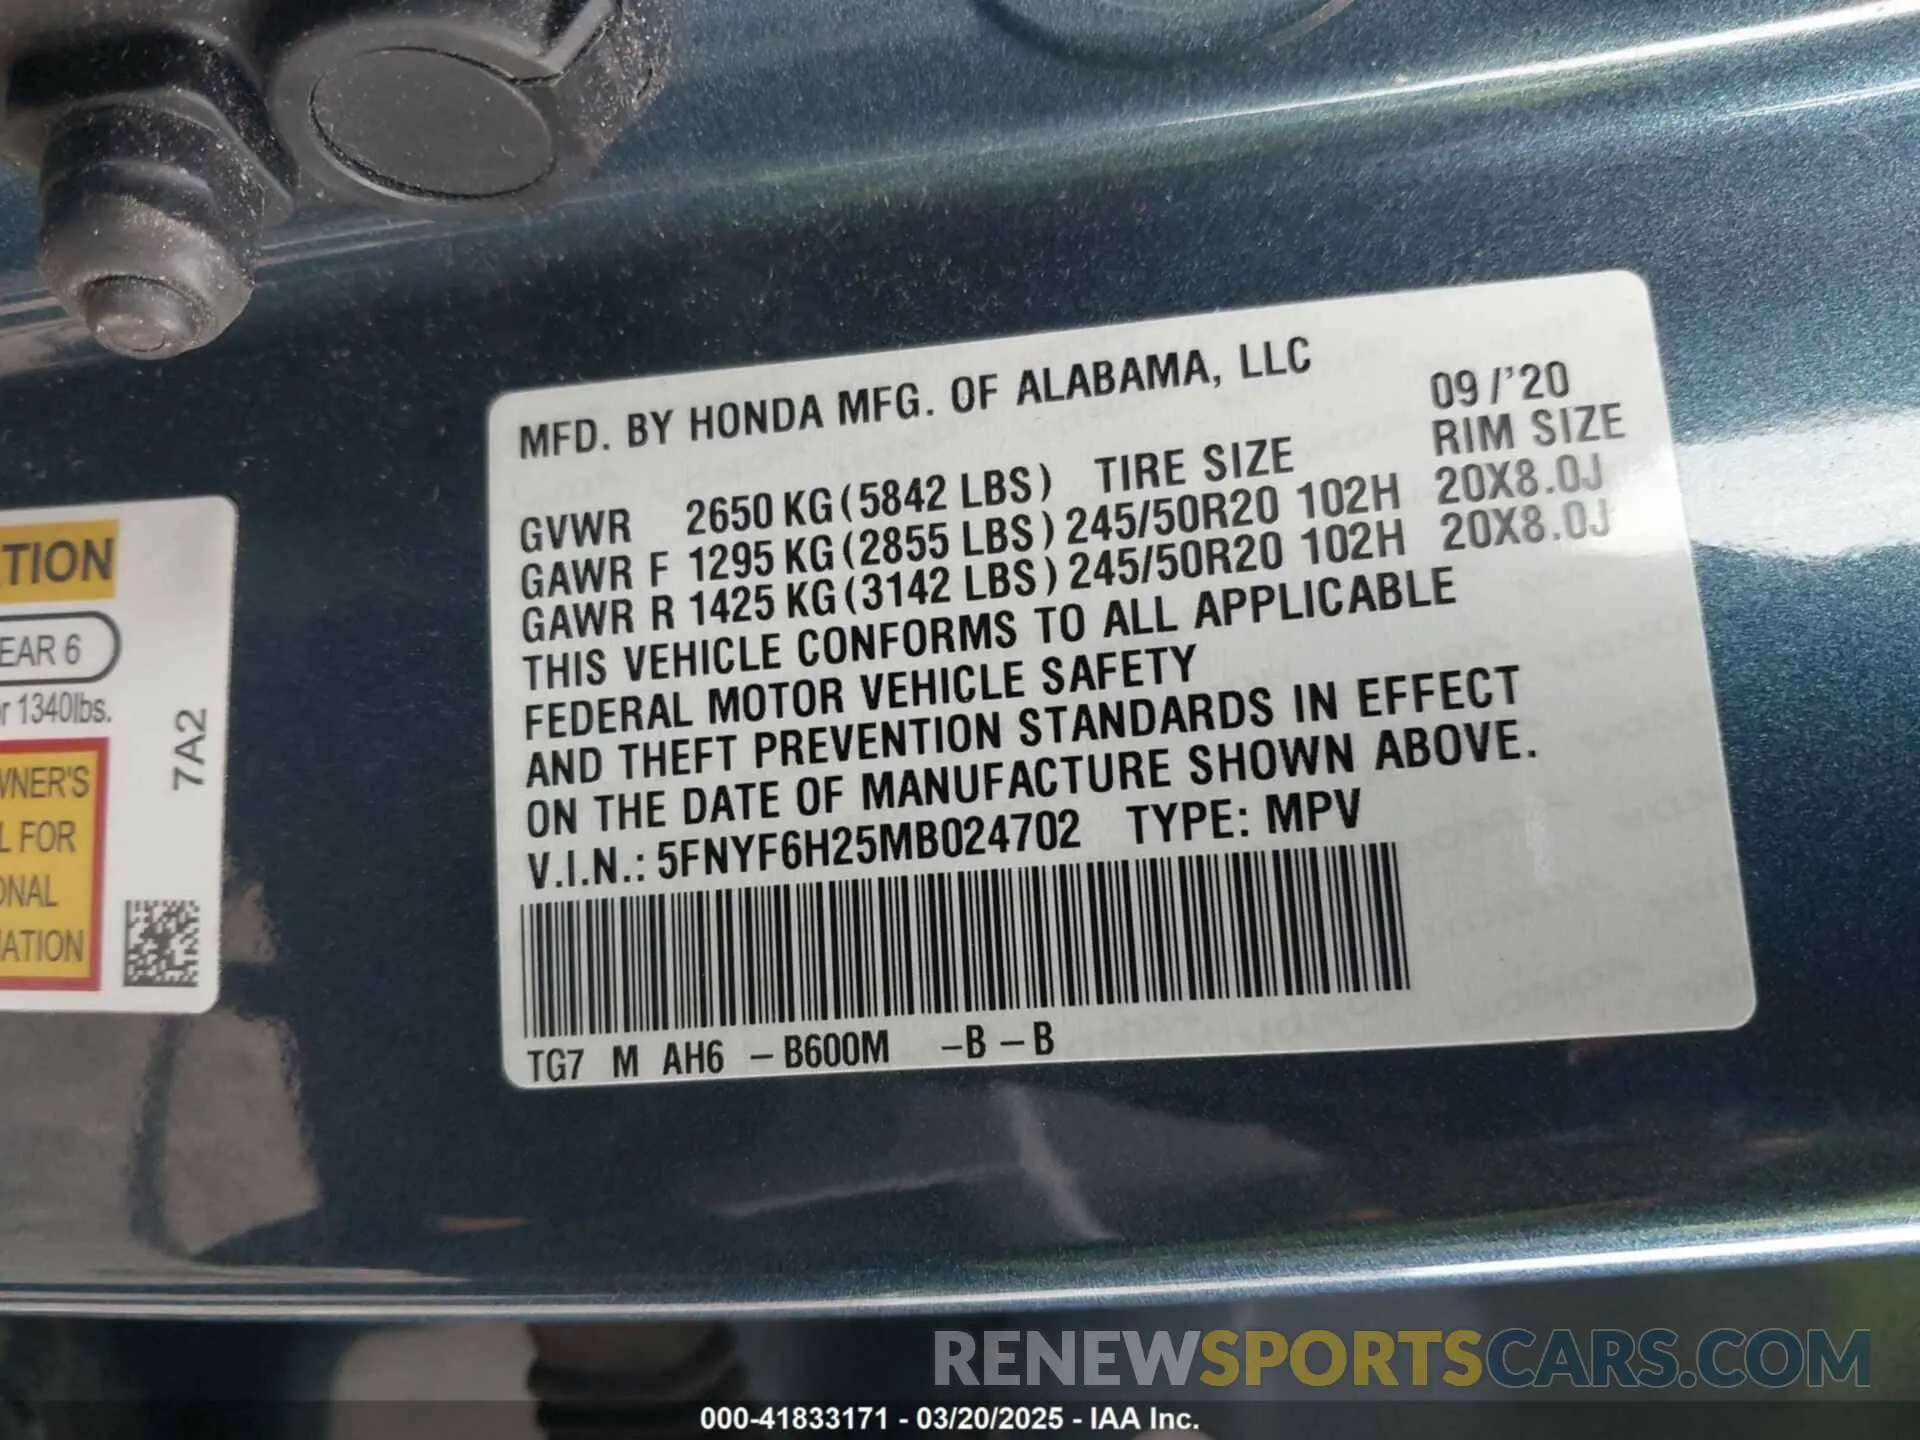 MFD. BY HONDA MFG. OF ALABAMA, LLC 09/'20
GVWR 2650 KG (5842 LBS) TIRE SIZE RIM SIZE
GAWR F 1295 KG (2855 LBS) 245/50R20 102H 20X8.0J
GAWR R 1425 KG (3142 LBS) 245/50R20 102H 20X8.0J
THIS VEHICLE CONFORMS TO ALL APPLICABLE
FEDERAL MOTOR VEHICLE SAFETY
AND THEFT PREVENTION STANDARDS IN EFFECT
ON THE DATE OF MANUFACTURE SHOWN ABOVE.
V.I.N.: 5FNYF6H25MB024702 TYPE: MPV
TG7 M AH6 – B600M –B – B
TION
EAR 6
r 1340lbs.
WNER'S
L FOR
ONAL
ATION
7A2
RENEWSPORTSCARS.COM
000-41833171 - 03/20/2025 - IAA Inc.